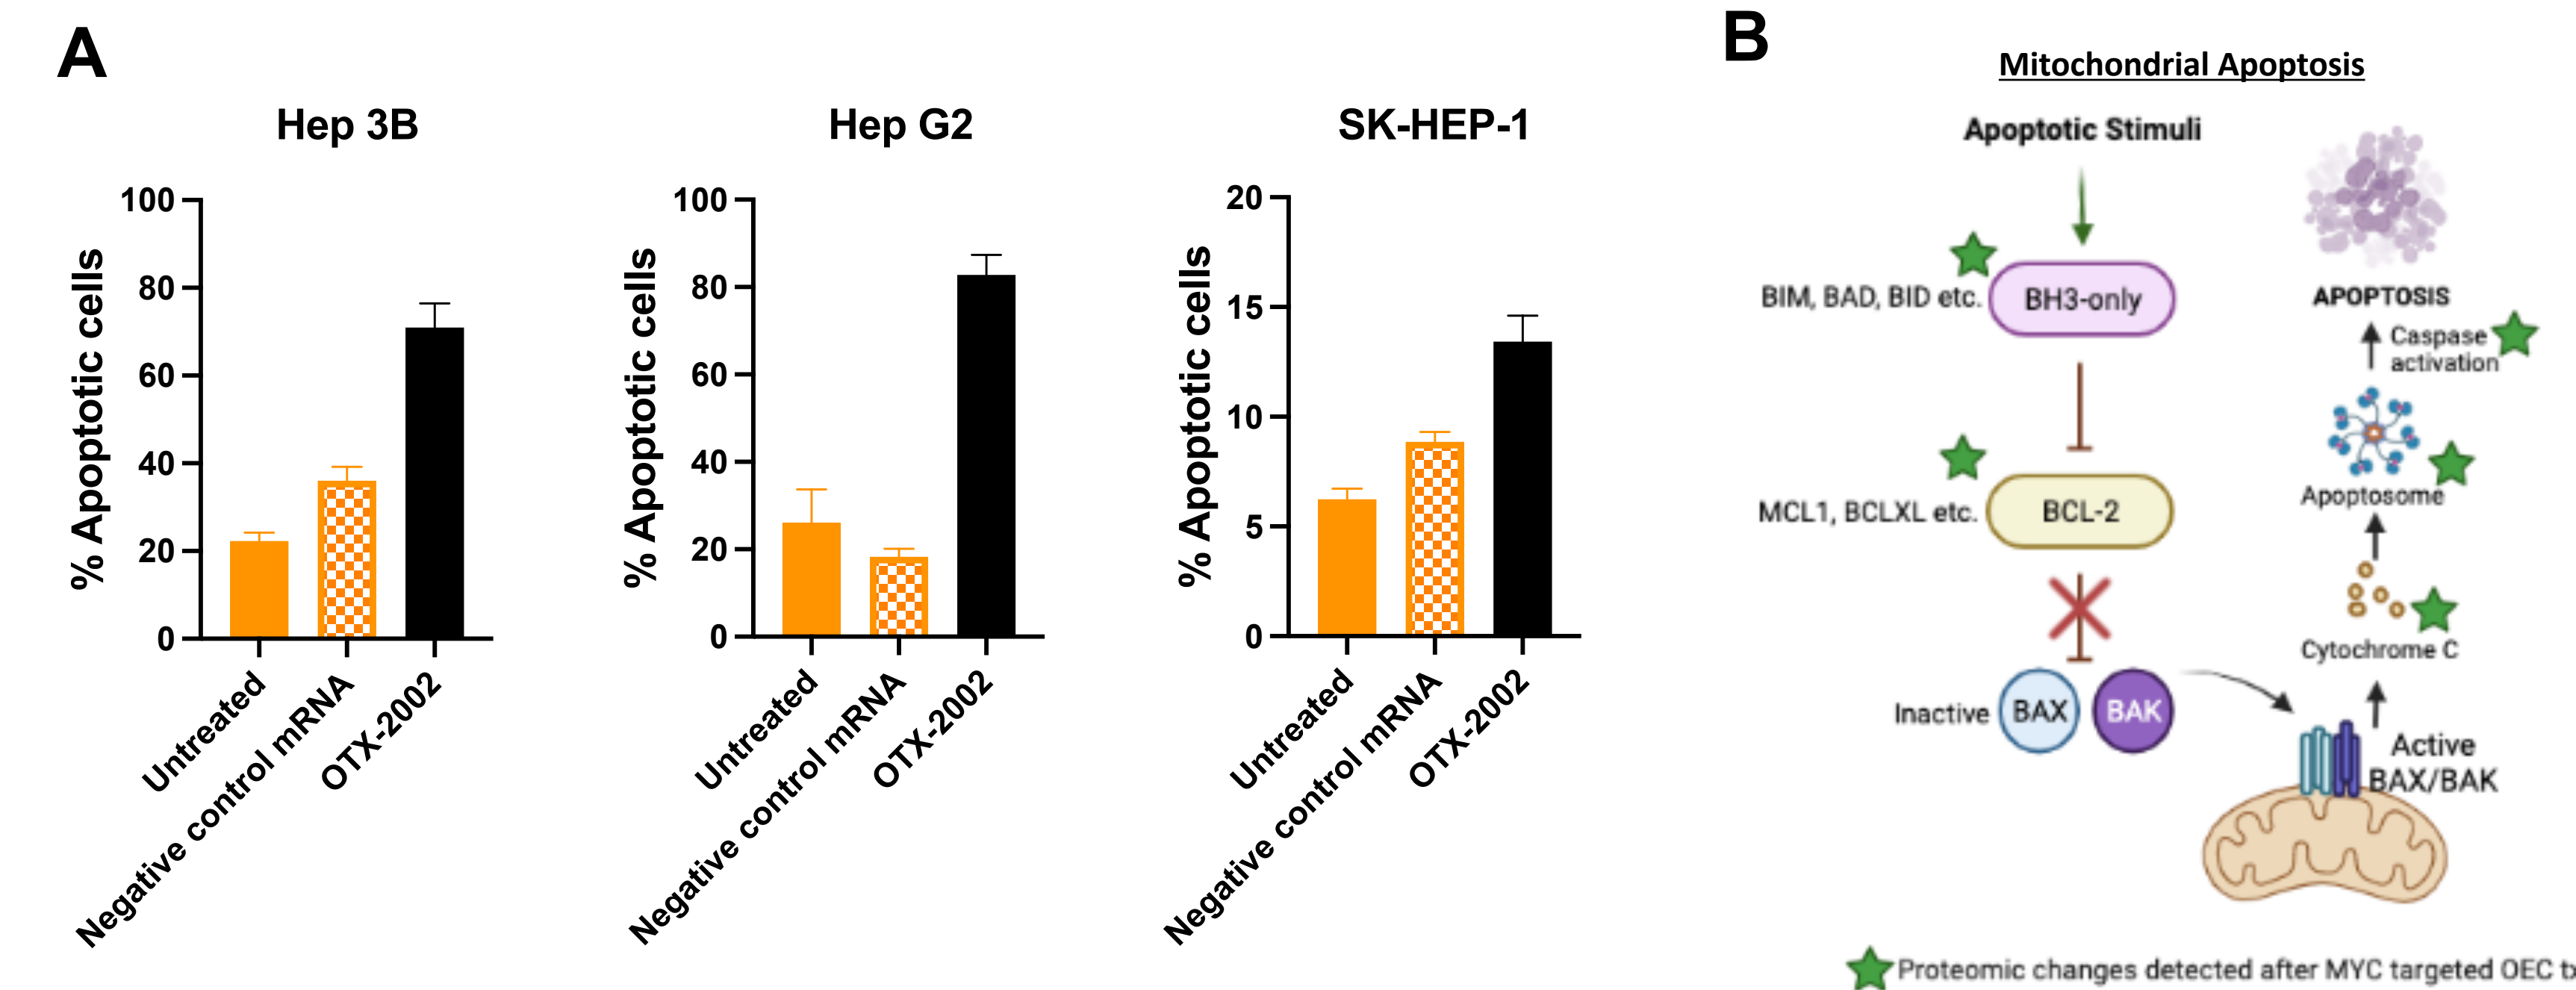 A
Hep 3B
% Apoptotic cells
100
80
60
40
20
0
Untreated
Negative control mRNA
OTX-2002
Hep G2
% Apoptotic cells
100
80
60
40
20
0
Untreated
Negative control mRNA
OTX-2002
SK-HEP-1
% Apoptotic cells
20
15
10
5
0
Untreated
Negative control mRNA
OTX-2002
B
Mitochondrial Apoptosis
Apoptotic Stimuli
BIM, BAD, BID etc.
BH3-only
MCL1, BCLXL etc.
BCL-2
Inactive
BAX
BAK
APOPTOSIS
Caspase
activation
Apoptosome
Cytochrome C
Active
BAX/BAK
Proteomic changes detected after MYC targeted OEC tx